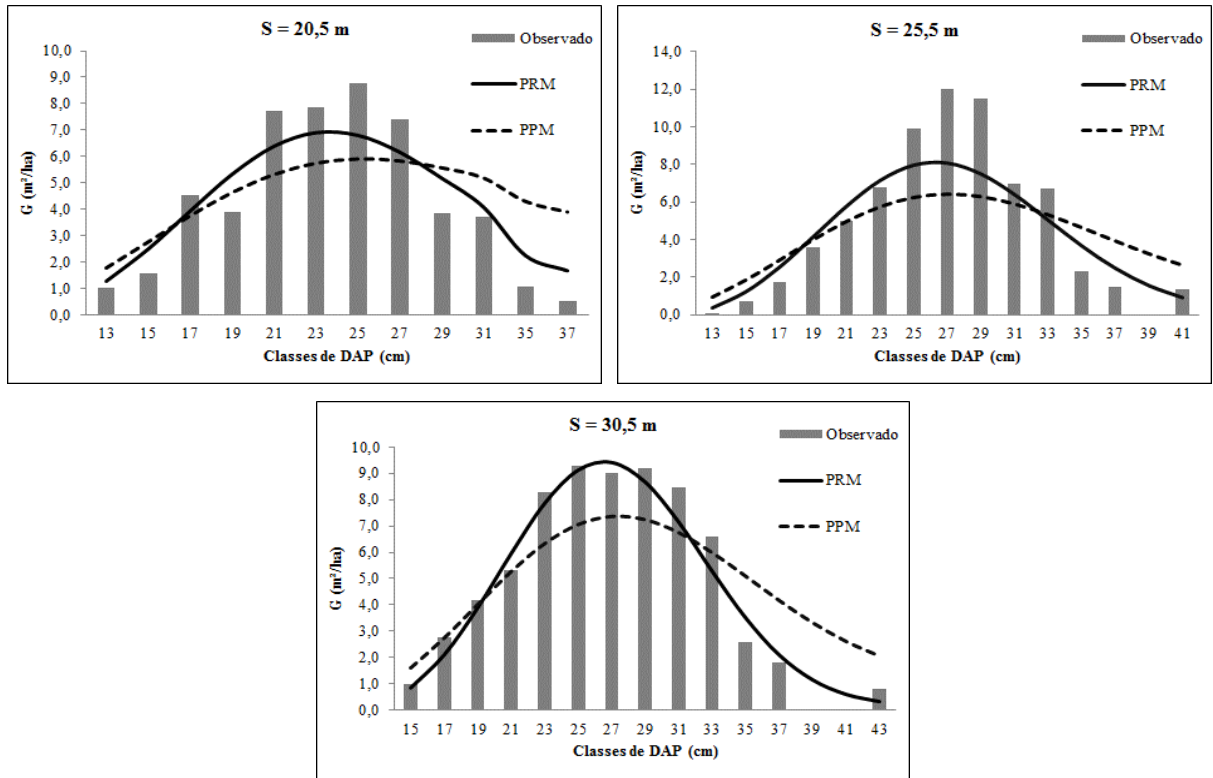 S = 20,5 m
Observado
PRM
PPM
G (m²/ha)
10,0
9,0
8,0
7,0
6,0
5,0
4,0
3,0
2,0
1,0
0,0
13 15 17 19 21 23 25 27 29 31 35 37
Classes de DAP (cm)
S = 25,5 m
Observado
PRM
PPM
G (m²/ha)
14,0
12,0
10,0
8,0
6,0
4,0
2,0
0,0
13 15 17 19 21 23 25 27 29 31 33 35 37 39 41
Classes de DAP (cm)
S = 30,5 m
Observado
PRM
PPM
G (m²/ha)
10,0
9,0
8,0
7,0
6,0
5,0
4,0
3,0
2,0
1,0
0,0
15 17 19 21 23 25 27 29 31 33 35 37 39 41 43
Classes de DAP (cm)